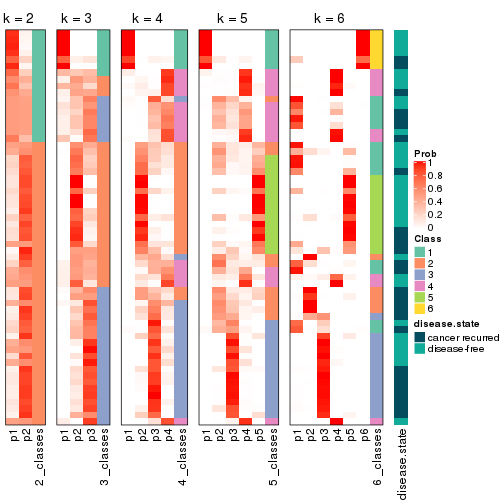 k = 2
k = 3
k = 4
k = 5
k = 6
Prob
1
0.8
0.6
0.4
0.2
0
Class
1
2
3
4
5
6
disease.state
cancer recurred
disease-free
p1
p2
2_classes
p1
p2
p3
3_classes
p1
p2
p3
p4
4_classes
p1
p2
p3
p4
p5
5_classes
p1
p2
p3
p4
p5
p6
6_classes
disease.state